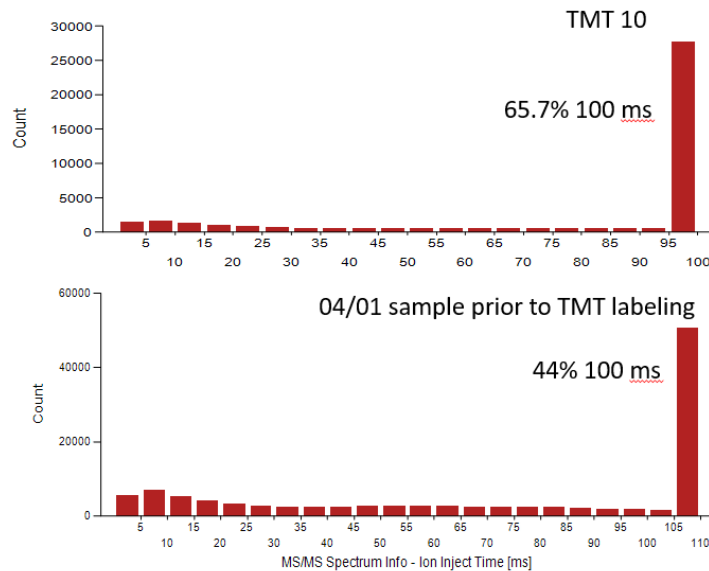 TMT 10
65.7% 100 ms
Count
30000
25000
20000
15000
10000
5000
0
5 15 25 35 45 55 65 75 85 95
10 20 30 40 50 60 70 80 90 100
04/01 sample prior to TMT labeling
44% 100 ms
Count
60000
40000
20000
0
5 15 25 35 45 55 65 75 85 95 105
10 20 30 40 50 60 70 80 90 100 110
MS/MS Spectrum Info - Ion Inject Time [ms]